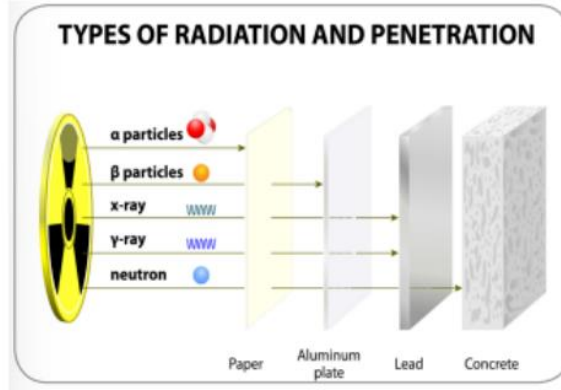 TYPES OF RADIATION AND PENETRATION
α particles
β particles
x-ray
γ-ray
neutron
Paper
Aluminum
plate
Lead
Concrete